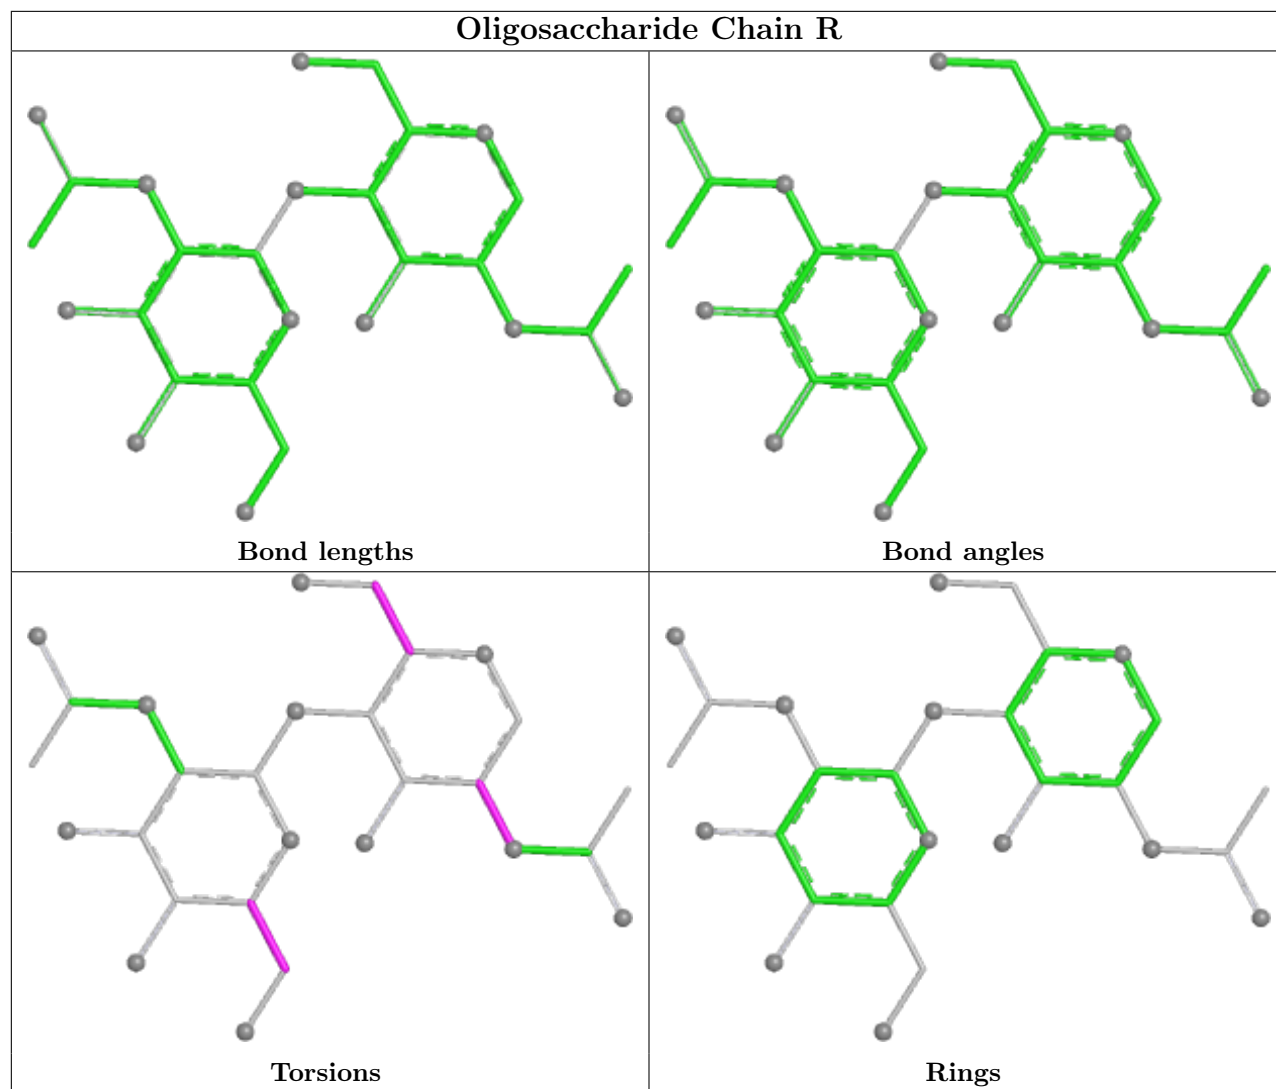 Oligosaccharide Chain R
Bond lengths
Bond angles
Torsions
Rings